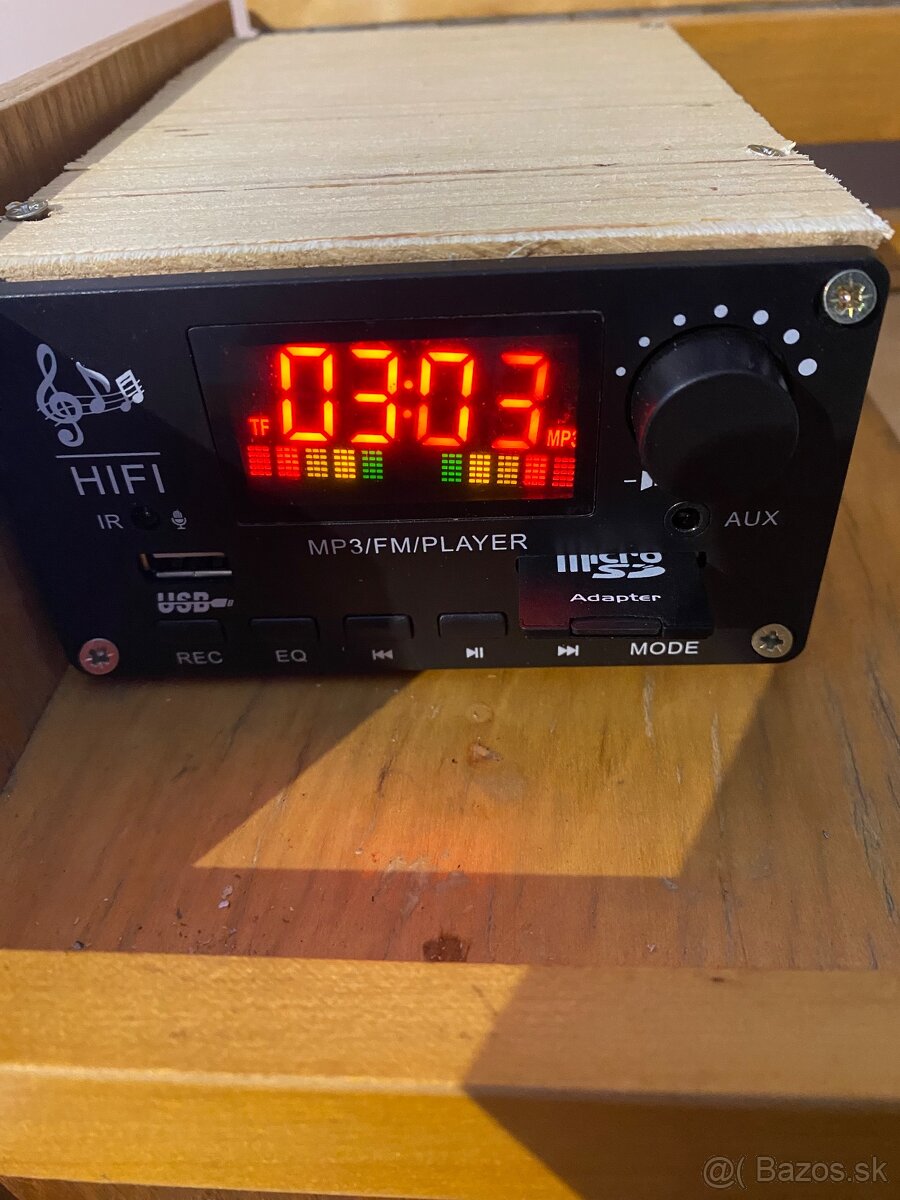 03:03
TF
MP3
HIFI
IR
AUX
MP3/FM/PLAYER
micro
SD
Adapter
USB
REC
EQ
MODE
@( Bazos.sk